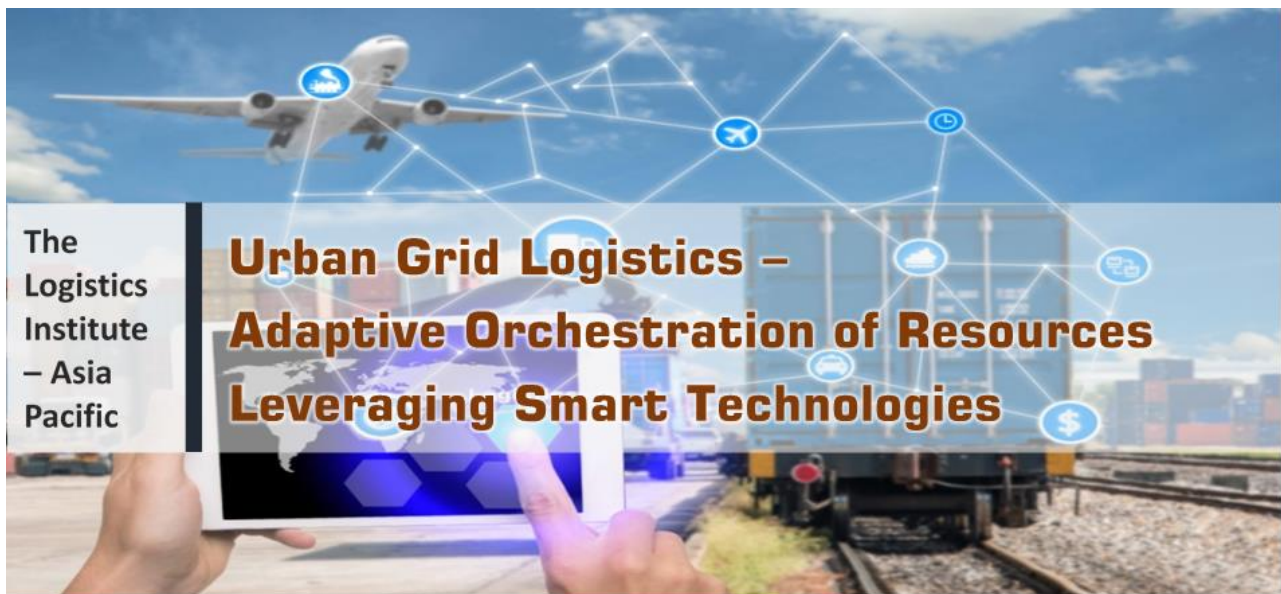 The
Logistics
Institute
– Asia
Pacific
Urban Grid Logistics –
Adaptive Orchestration of Resources
Leveraging Smart Technologies
$